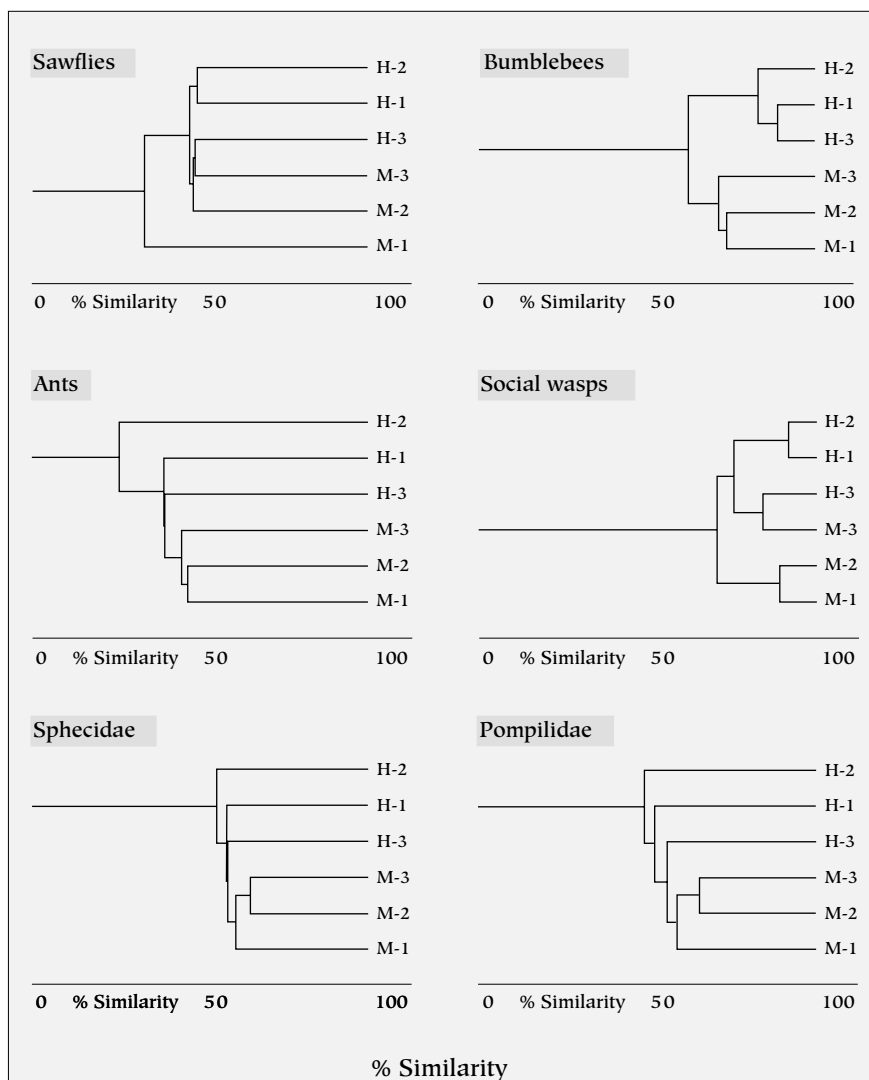 Sawflies
H-2
H-1
H-3
M-3
M-2
M-1
0 % Similarity 50 100
Bumblebees
H-2
H-1
H-3
M-3
M-2
M-1
0 % Similarity 50 100
Ants
H-2
H-1
H-3
M-3
M-2
M-1
0 % Similarity 50 100
Social wasps
H-2
H-1
H-3
M-3
M-2
M-1
0 % Similarity 50 100
Sphecidae
H-2
H-1
H-3
M-3
M-2
M-1
0 % Similarity 50 100
Pompilidae
H-2
H-1
H-3
M-3
M-2
M-1
0 % Similarity 50 100
% Similarity